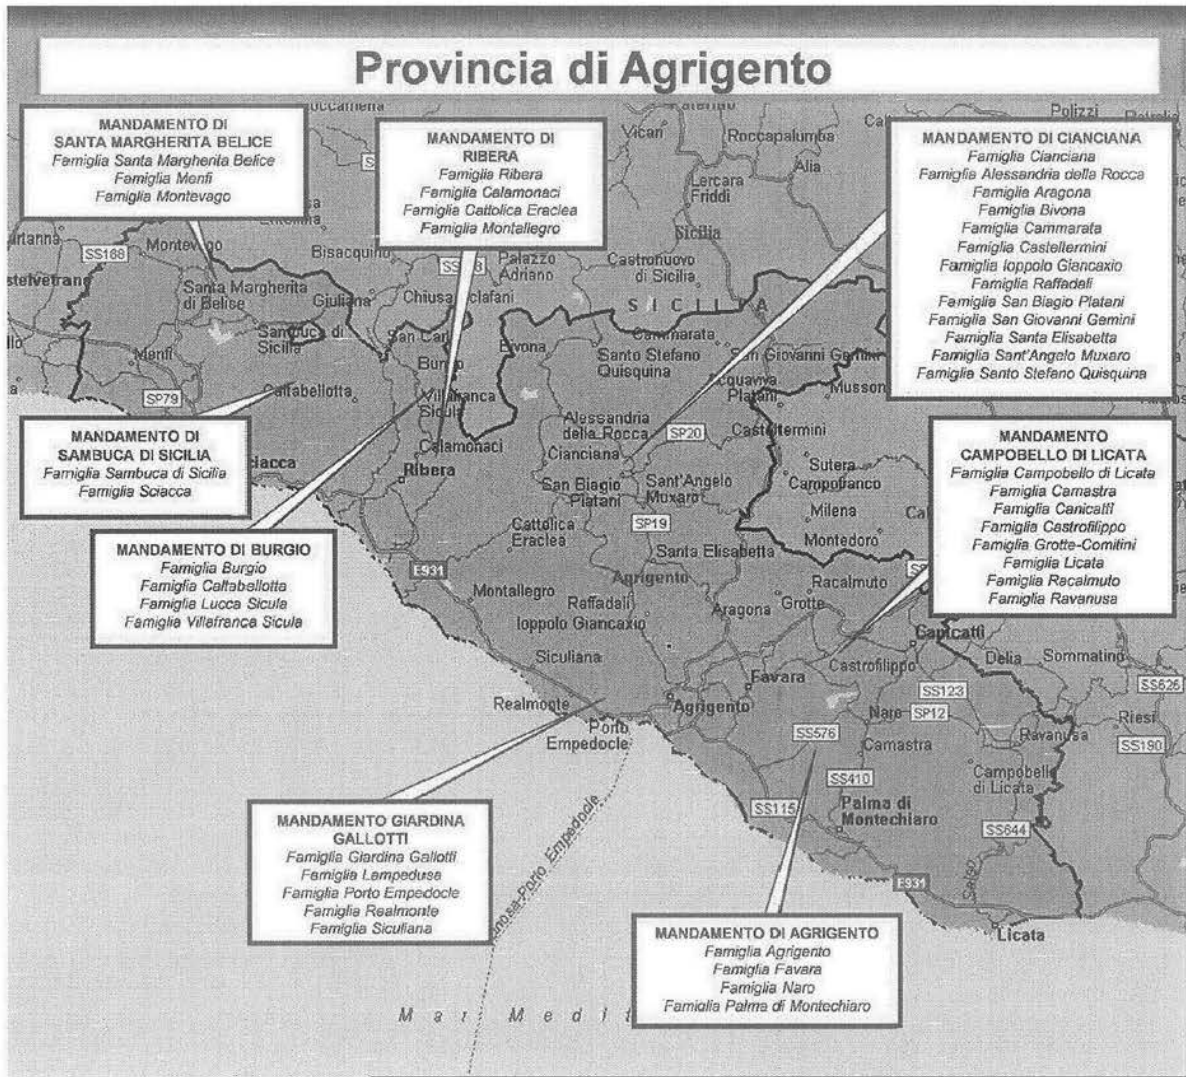 Provincia di Agrigento
MANDAMENTO DI
SANTA MARGHERITA BELICE
Famiglia Santa Margherita Belice
Famiglia Menfi
Famiglia Montevago
MANDAMENTO DI
RIBERA
Famiglia Ribera
Famiglia Calamonaci
Famiglia Cattolica Eraclea
Famiglia Montallegro
MANDAMENTO DI CIANCIANA
Famiglia Cianciana
Famiglia Alessandria della Rocca
Famiglia Aragona
Famiglia Bivona
Famiglia Cammarata
Famiglia Castellermini
Famiglia Ioppolo Giancaxio
Famiglia Raffadali
Famiglia San Biagio Platani
Famiglia San Giovanni Gemini
Famiglia Santa Elisabetta
Famiglia Sant'Angelo Muxaro
Famiglia Santo Stefano Quisquina
MANDAMENTO DI
SAMBUCA DI SICILIA
Famiglia Sambuca di Sicilia
Famiglia Sciacca
MANDAMENTO DI BURGIO
Famiglia Burgio
Famiglia Caltabellotta
Famiglia Lucca Sicula
Famiglia Villafranca Sicula
MANDAMENTO
CAMPOBELLO DI LICATA
Famiglia Campobello di Licata
Famiglia Camastra
Famiglia Canicattì
Famiglia Castrofilippo
Famiglia Grotte-Comitini
Famiglia Licata
Famiglia Racalmuto
Famiglia Ravanusa
MANDAMENTO GIARDINA
GALLOTTI
Famiglia Giardina Gallotti
Famiglia Lampedusa
Famiglia Porto Empedocle
Famiglia Realmonte
Famiglia Siculiana
MANDAMENTO DI AGRIGENTO
Famiglia Agrigento
Famiglia Favara
Famiglia Naro
Famiglia Palma di Montechiaro
Vicari
Roccapalumba
Alia
Lercara
Friddi
Sicilia
Polizzi
SS188
Montevago
Bisacquino
Palazzo
Adriano
Castronuovo
di Sicilia
Santa Margherita
di Belice
Giuliana
Chiusa Sclafani
SICILIA
Sambuca di
Sicilia
San Carl
Cammarata
Menfi
Bivona
Santo Stefano
Quisquina
San Giovanni Gemini
SP79
Caltabellotta
Villafranca
Sicula
Acquaviva
Platani
Musson
Alessandria
della Rocca
SP20
Casteltermini
Calamonaci
Cianciana
Ribera
Sutera
Campofranco
San Biagio
Platani
Sant'Angelo
Muxaro
Milena
SP19
Cattolica
Eraclea
Montedoro
Santa Elisabetta
E931
Agrigento
Racalmuto
Montallegro
Raffadali
Aragona
Grotte
Ioppolo Giancaxio
Canicattì
Siculiana
Castrofilippo
Delia
Sommatino
Favara
SS626
Realmonte
Agrigento
SS123
Porto
Empedocle
Naro
SP12
Riesi
SS576
Camastra
Ravanusa
SS190
SS410
Campobello
di Licata
SS115
Palma di
Montechiaro
SS644
E931
Licata
nosa-Porto Empedocle
Mar Medit